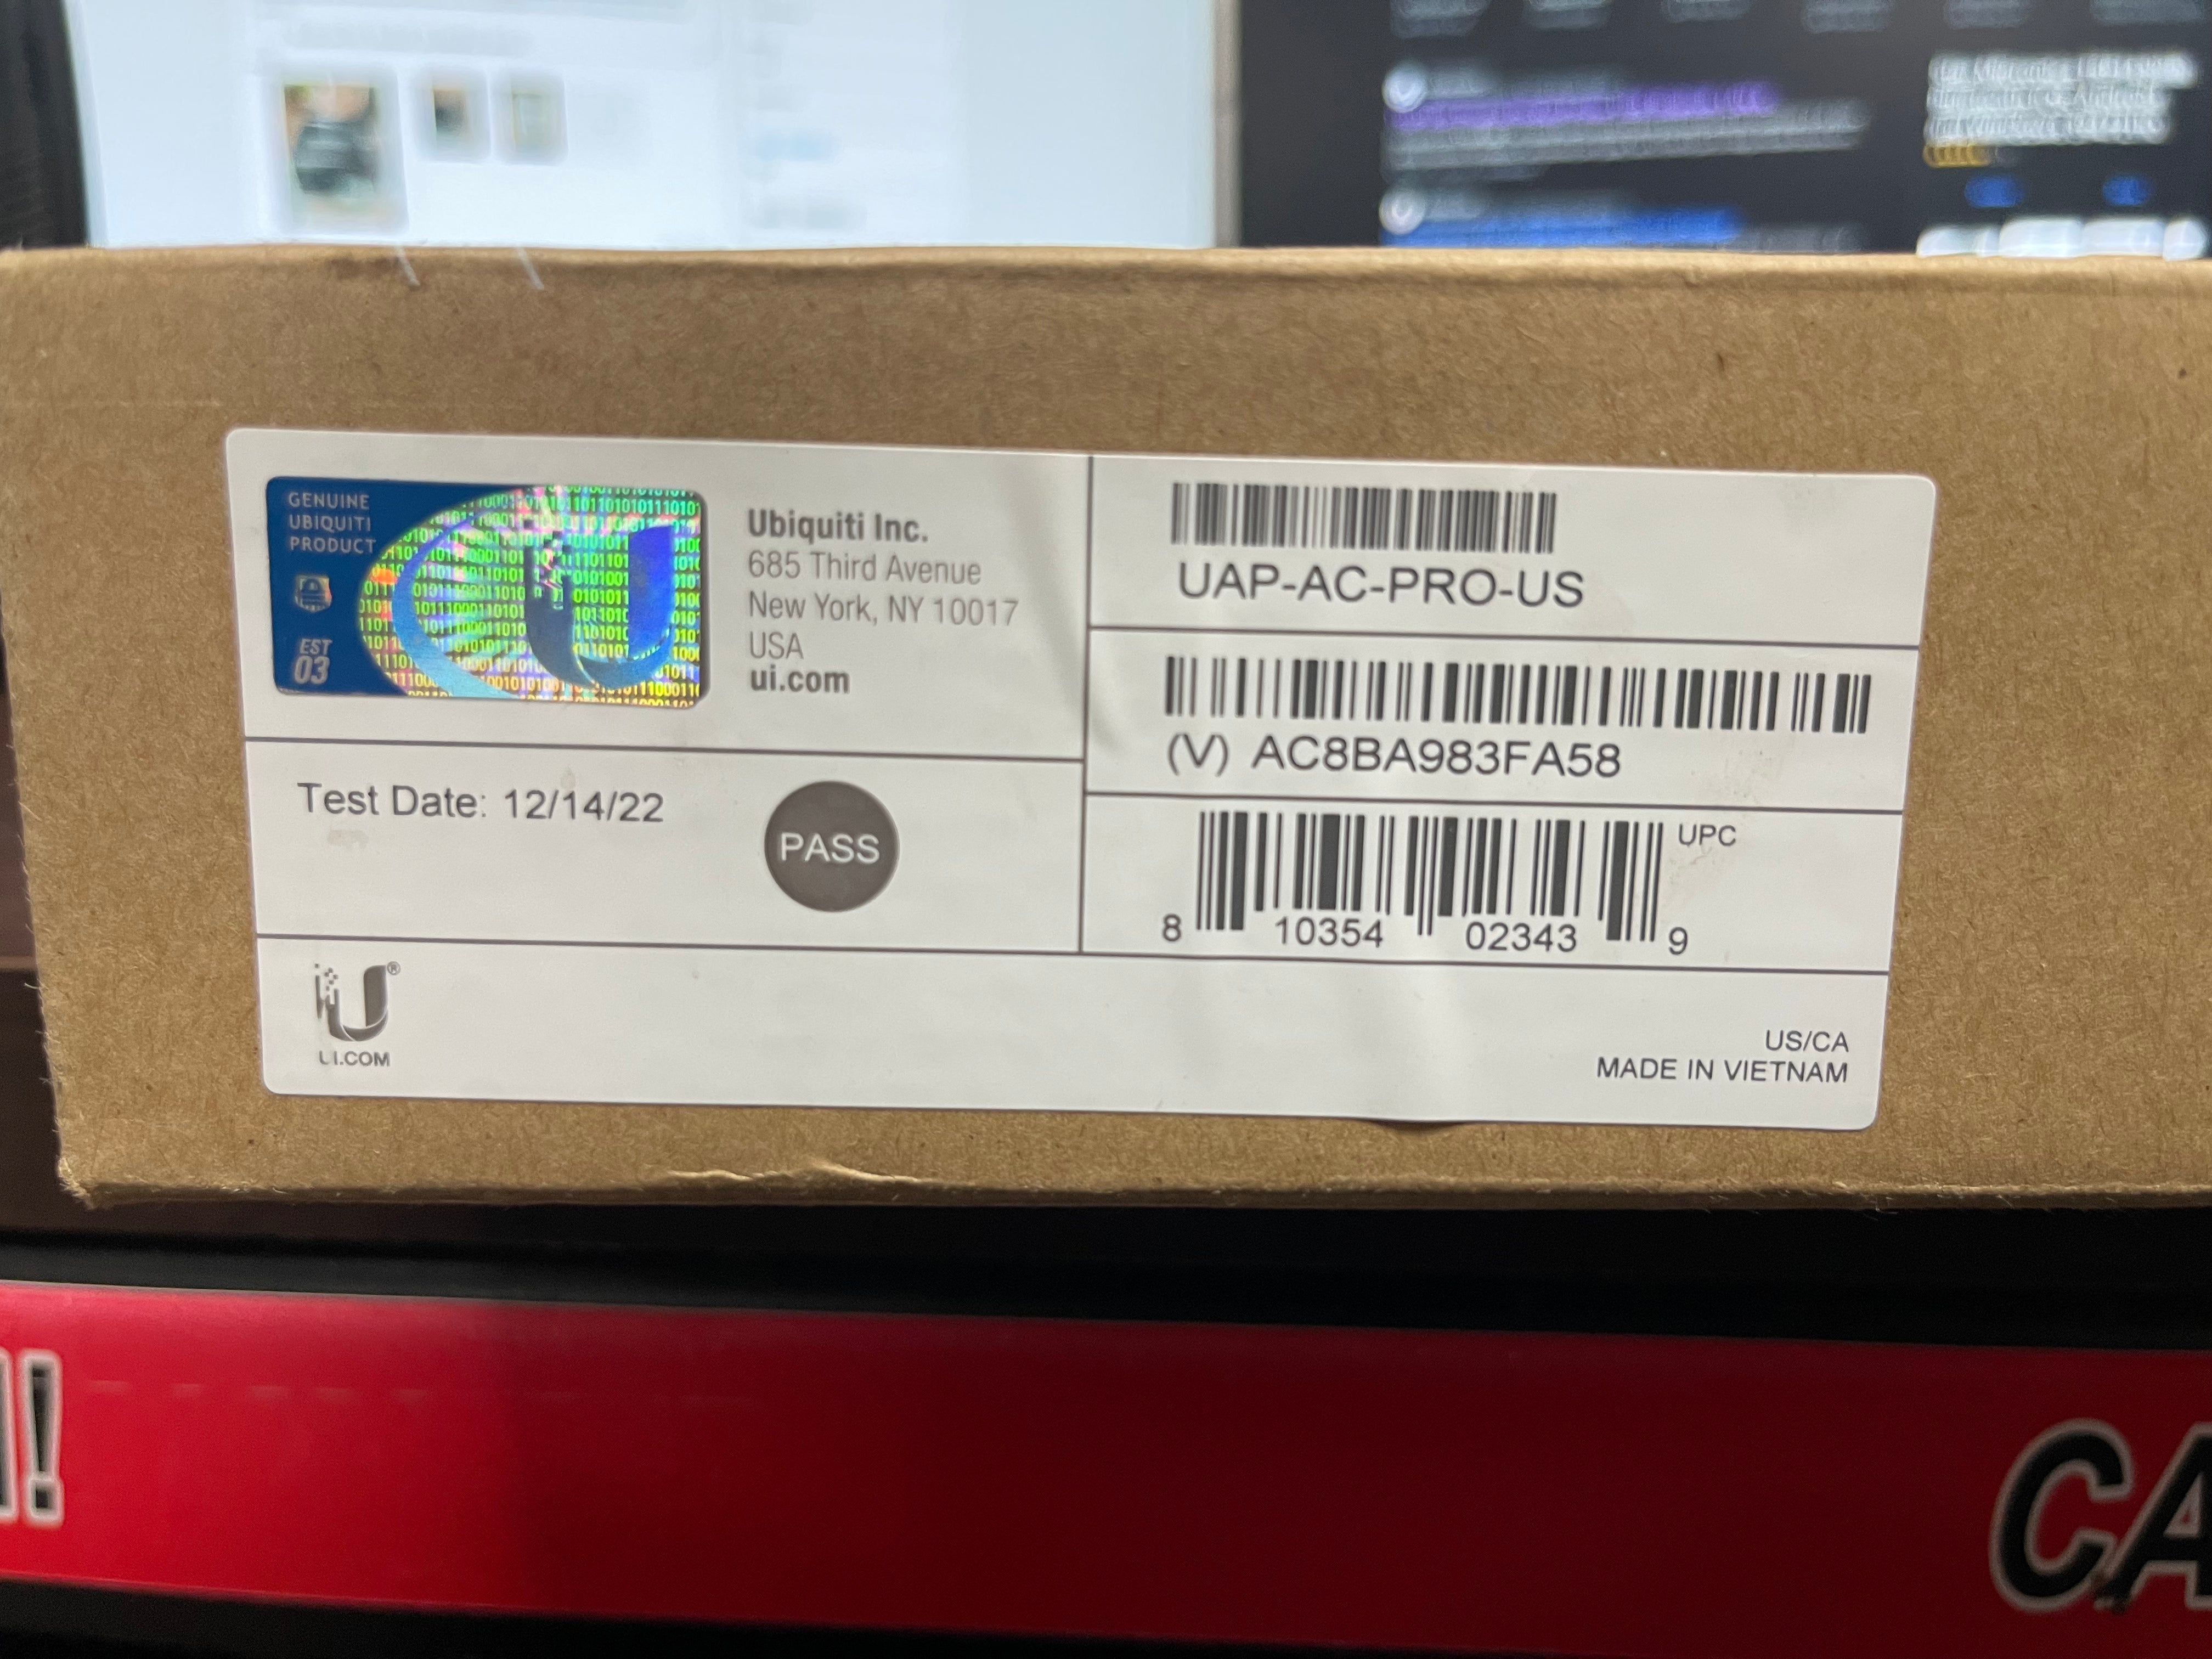 GENUINE
UBIQUITI
PRODUCT
EST
03
Ubiquiti Inc.
685 Third Avenue
New York, NY 10017
USA
ui.com
UAP-AC-PRO-US
(V) AC8BA983FA58
Test Date: 12/14/22
PASS
UPC
8 10354 02343 9
®
UI.COM
US/CA
MADE IN VIETNAM
!
CA